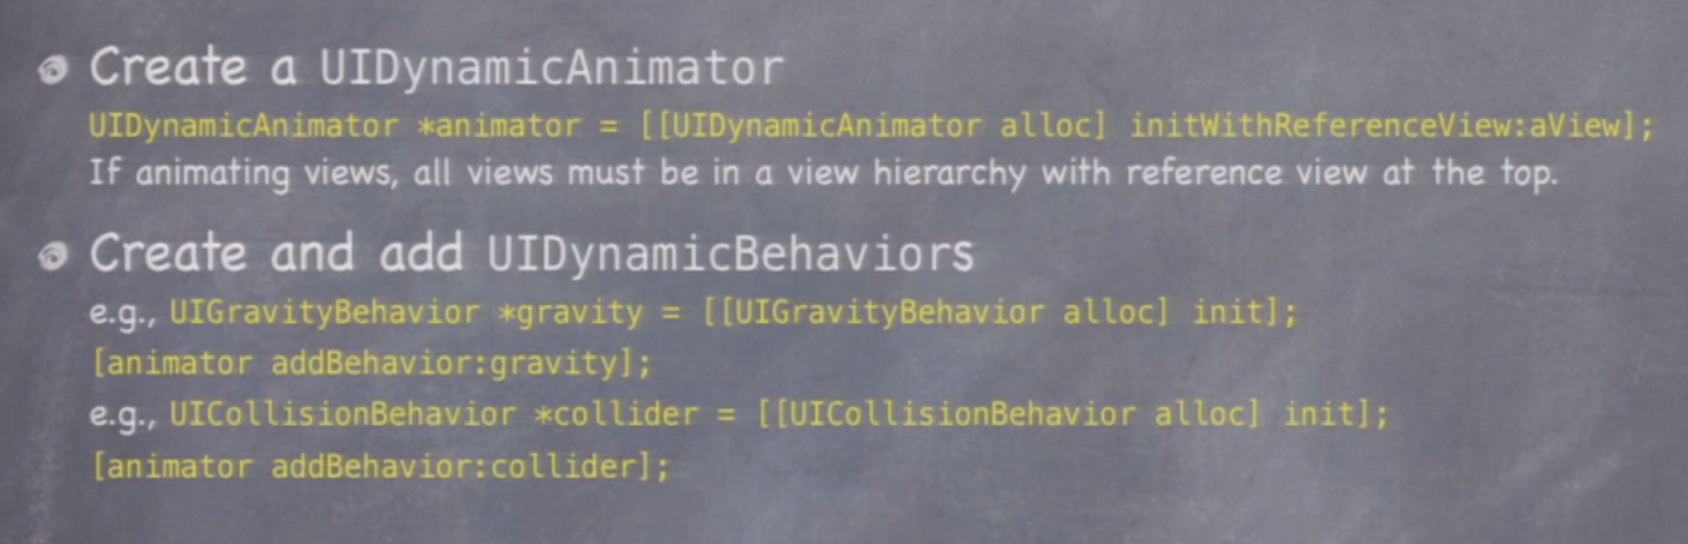 Create a UIDynamicAnimator
UIDynamicAnimator *animator = [[UIDynamicAnimator alloc] initWithReferenceView:aView];
If animating views, all views must be in a view hierarchy with reference view at the top.
Create and add UIDynamicBehaviors
e.g., UIGravityBehavior *gravity = [[UIGravityBehavior alloc] init];
[animator addBehavior:gravity];
e.g., UICollisionBehavior *collider = [[UICollisionBehavior alloc] init];
[animator addBehavior:collider];